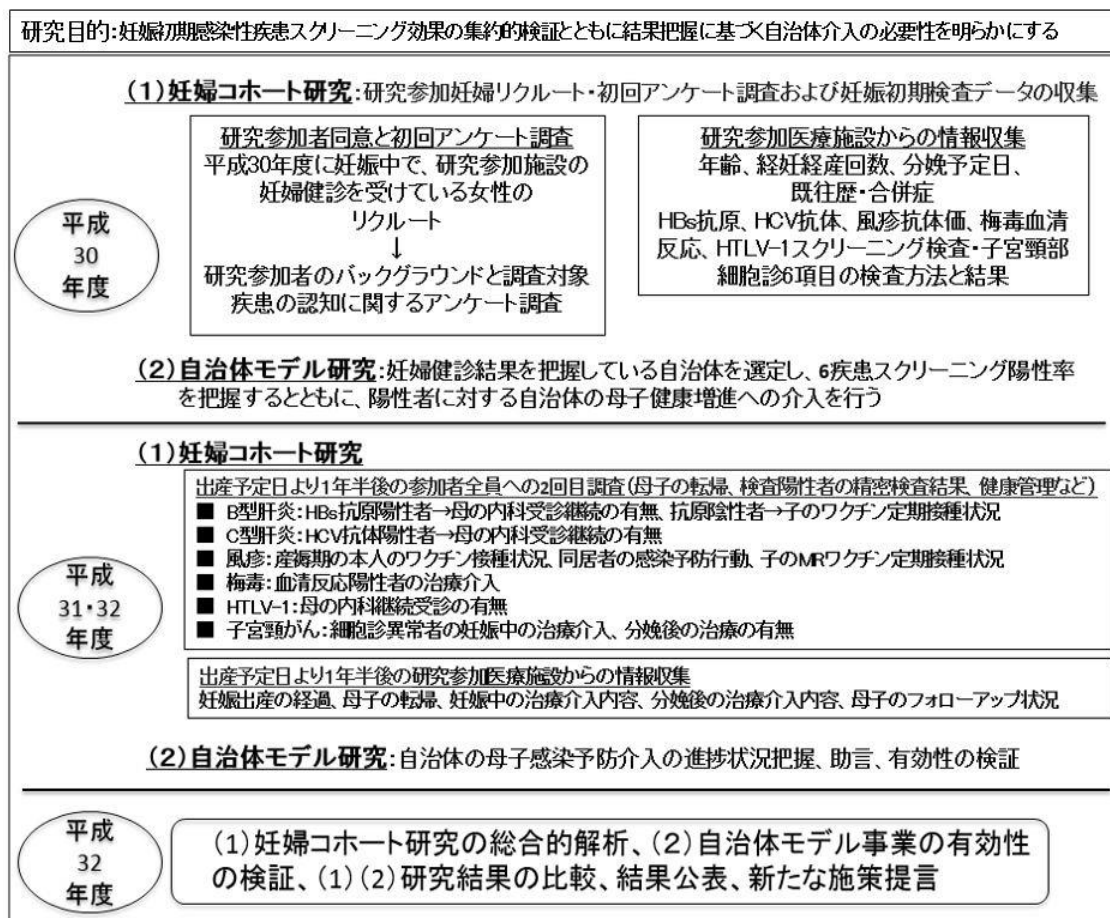 研究目的:妊娠初期感染性疾患スクリーニング効果の集約的検証とともに結果把握に基づく自治体介入の必要性を明らかにする
(1)妊婦コホート研究:研究参加妊婦リクルート・初回アンケート調査および妊娠初期検査データの収集
研究参加者同意と初回アンケート調査
平成30年度に妊娠中で、研究参加施設の
妊婦健診を受けている女性の
リクルート
↓
研究参加者のバックグラウンドと調査対象
疾患の認知に関するアンケート調査
研究参加医療施設からの情報収集
年齢、経妊経産回数、分娩予定日、
既往歴・合併症
HBs抗原、HCV抗体、風疹抗体価、梅毒血清
反応、HTLV-1スクリーニング検査・子宮頸部
細胞診6項目の検査方法と結果
平成
30
年度
(2)自治体モデル研究:妊婦健診結果を把握している自治体を選定し、6疾患スクリーニング陽性率
を把握するとともに、陽性者に対する自治体の母子健康増進への介入を行う
(1)妊婦コホート研究
出産予定日より1年半後の参加者全員への2回目調査(母子の転帰、検査陽性者の精密検査結果、健康管理など)
■ B型肝炎:HBs抗原陽性者→母の内科受診継続の有無、抗原陰性者→子のワクチン定期接種状況
■ C型肝炎:HCV抗体陽性者→母の内科受診継続の有無
■ 風疹:産褥期の本人のワクチン接種状況、同居者の感染予防行動、子のMRワクチン定期接種状況
■ 梅毒:血清反応陽性者の治療介入
■ HTLV-1:母の内科継続受診の有無
■ 子宮頸がん:細胞診異常者の妊娠中の治療介入、分娩後の治療の有無
平成
31・32
年度
出産予定日より1年半後の研究参加医療施設からの情報収集
妊娠出産の経過、母子の転帰、妊娠中の治療介入内容、分娩後の治療介入内容、母子のフォローアップ状況
(2)自治体モデル研究:自治体の母子感染予防介入の進捗状況把握、助言、有効性の検証
平成
32
年度
(1)妊婦コホート研究の総合的解析、(2)自治体モデル事業の有効性
の検証、(1)(2)研究結果の比較、結果公表、新たな施策提言